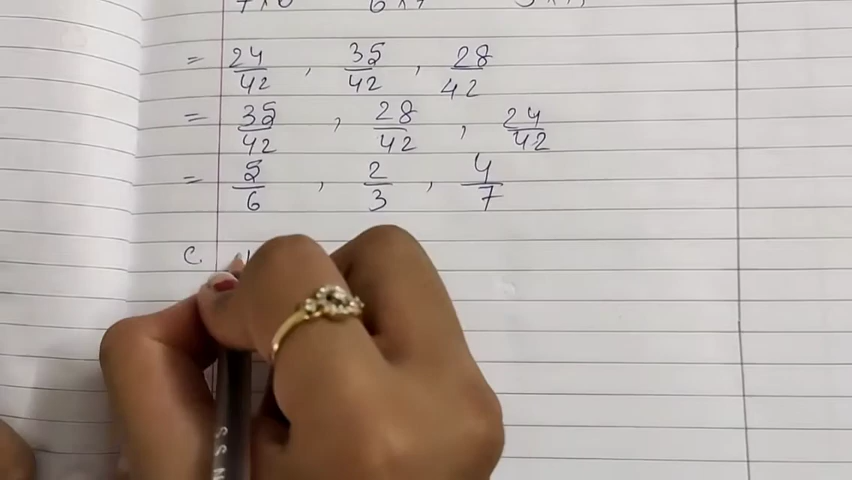 = 24/42 , 35/42 , 28/42
= 35/42 , 28/42 , 24/42
= 5/6 , 2/3 , 4/7
c.